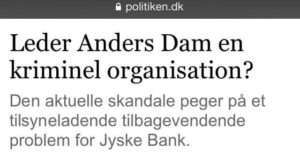 politiken.dk
Leder Anders Dam en
kriminel organisation?
Den aktuelle skandale peger på et
tilsyneladende tilbagevendende
problem for Jyske Bank.